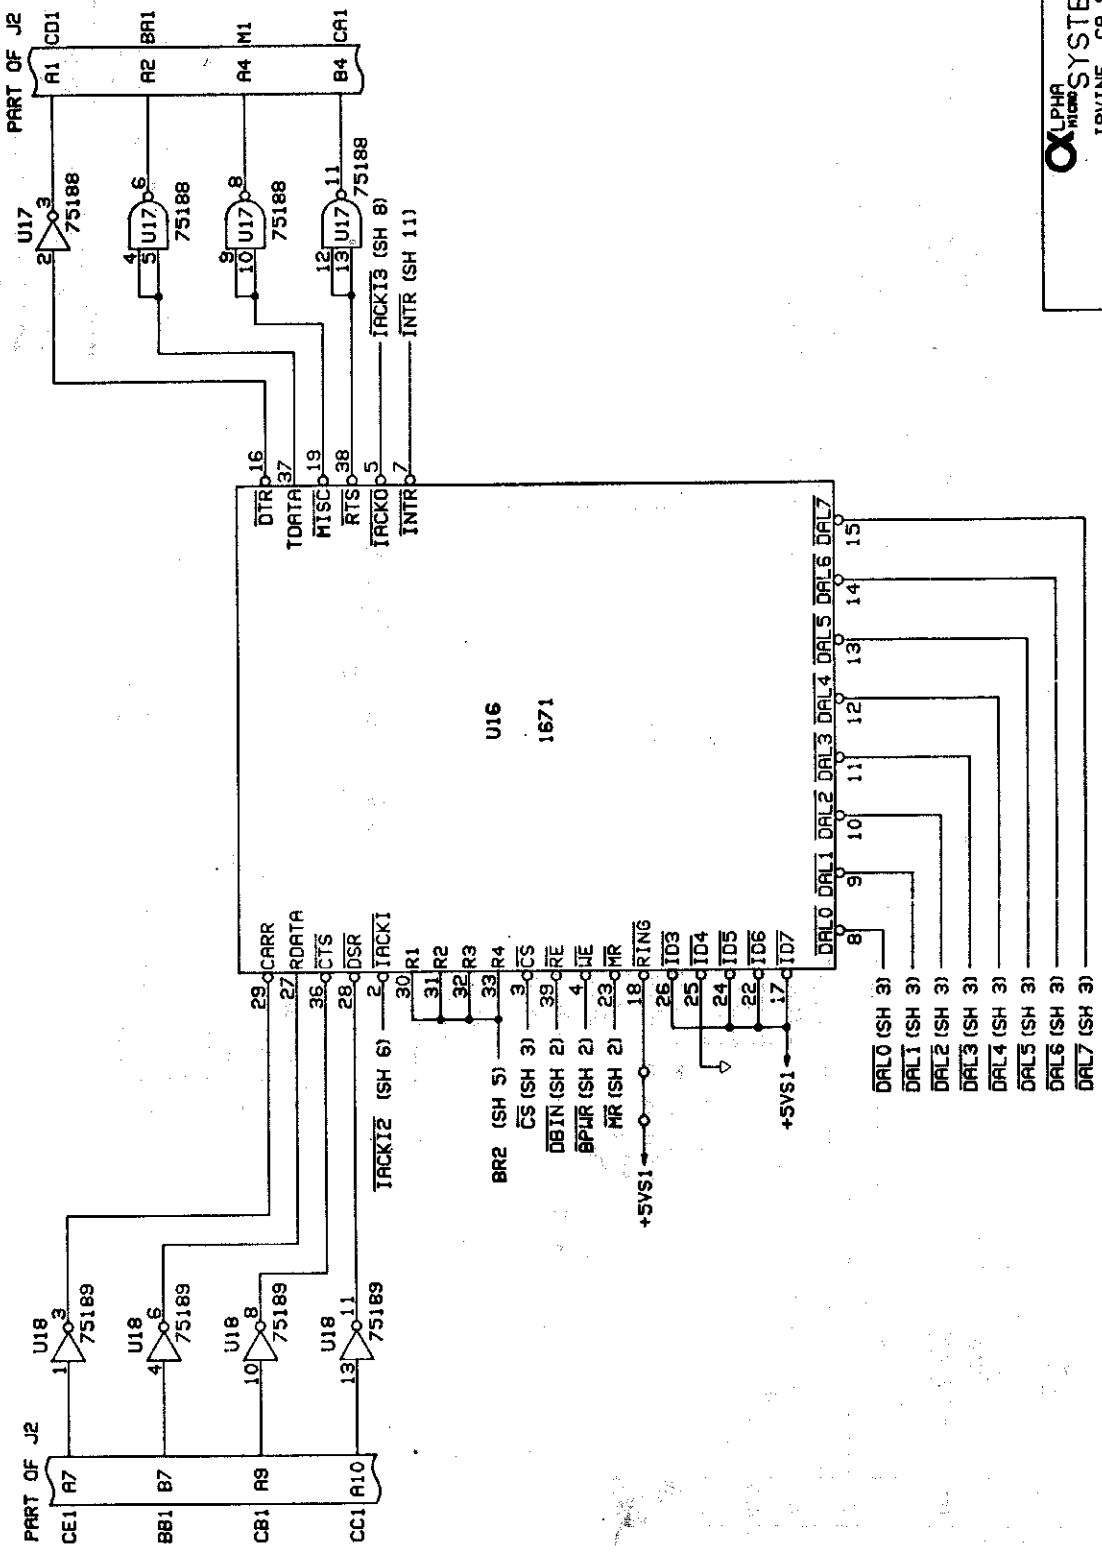 PART OF J2
CE1 A7
BB1 B7
CB1 A9
CC1 A10
U18
1 3
75189
U18
4 6
75189
U18
10 8
75189
U18
13 11
75189
29 CARR
27 RDATA
36 CTS
28 DSR
IACKI2 (SH 6) 2 IACKI
30 R1
31 R2
32 R3
BR2 (SH 5) 33 R4
CS (SH 3) 3 CS
DBIN (SH 2) 39 RE
BPWR (SH 2) 4 WE
MR (SH 2) 23 MR
+5VS1 18 RING
26 ID3
25 ID4
24 ID5
22 ID6
+5VS1 17 ID7
U16
1671
DTR 16
TDATA 37
MISC 19
RTS 38
IACKO 5 IACKI3 (SH 8)
INTR 7 INTR (SH 11)
U17
2 3
75188
4
5 U17 6
75188
9
10 U17 8
75188
12
13 U17 11
75188
PART OF J2
A1 CD1
A2 BA1
A4 M1
B4 CA1
DAL0 DAL1 DAL2 DAL3 DAL4 DAL5 DAL6 DAL7
8 9 10 11 12 13 14 15
DAL0 (SH 3)
DAL1 (SH 3)
DAL2 (SH 3)
DAL3 (SH 3)
DAL4 (SH 3)
DAL5 (SH 3)
DAL6 (SH 3)
DAL7 (SH 3)
ALPHA
MICRO SYSTE
IRVINE, CA